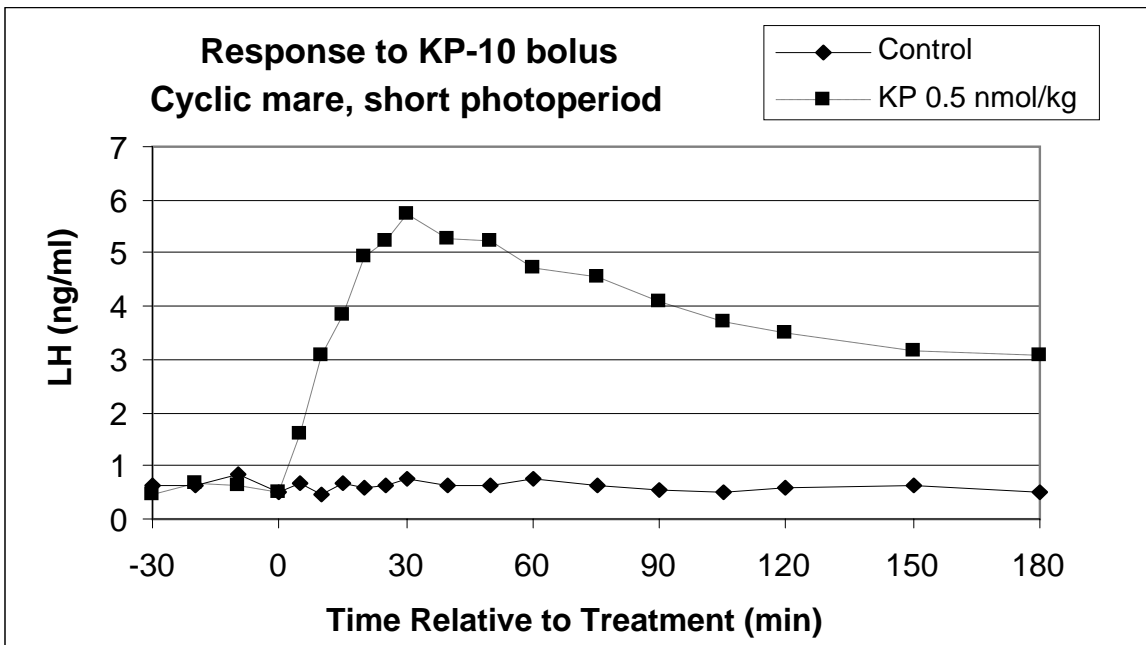 Response to KP-10 bolus
Cyclic mare, short photoperiod
Control
KP 0.5 nmol/kg
LH (ng/ml)
7
6
5
4
3
2
1
0
-30 0 30 60 90 120 150 180
Time Relative to Treatment (min)